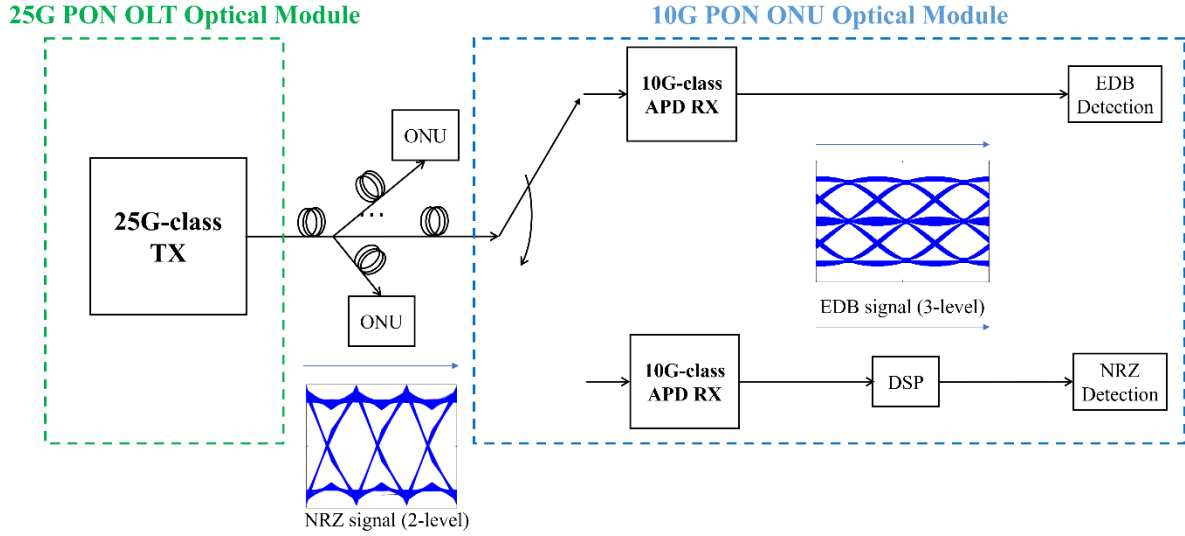 25G PON OLT Optical Module
10G PON ONU Optical Module
10G-class
APD RX
EDB
Detection
ONU
...
25G-class
TX
EDB signal (3-level)
ONU
10G-class
APD RX
DSP
NRZ
Detection
NRZ signal (2-level)